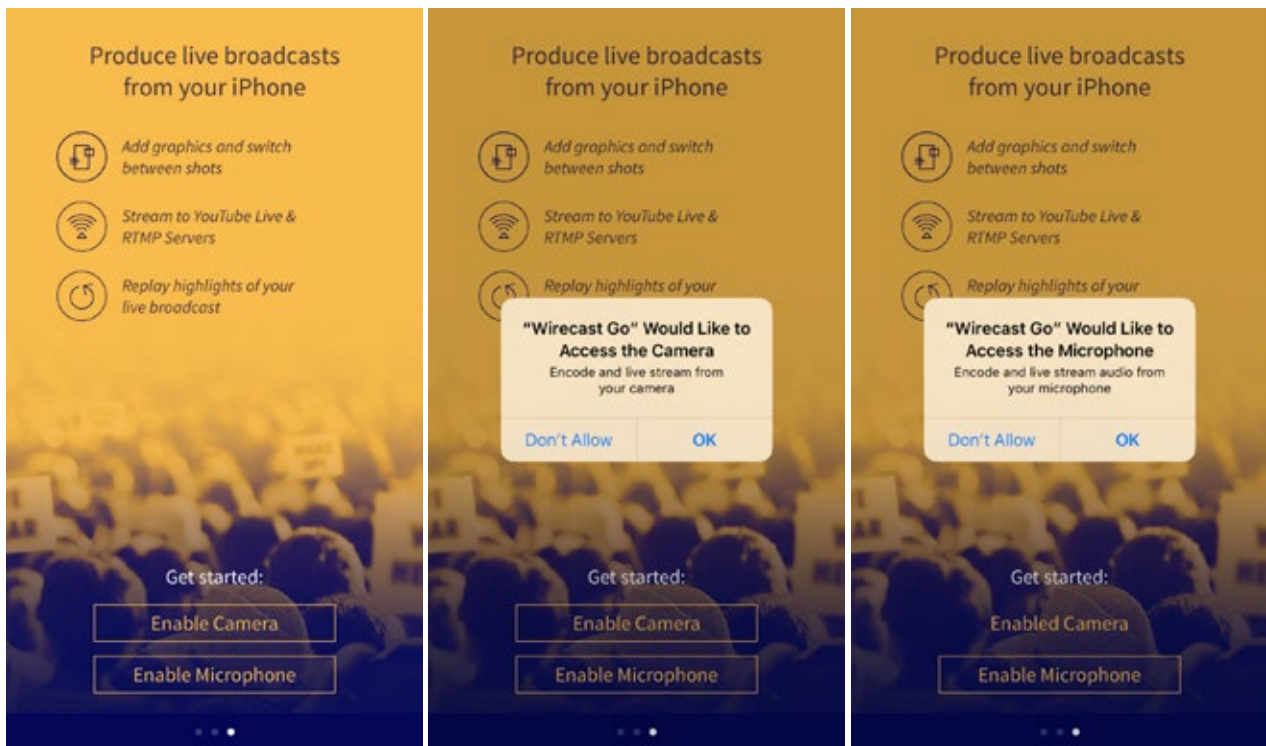 Produce live broadcasts
from your iPhone
Add graphics and switch
between shots
Stream to YouTube Live &
RTMP Servers
Replay highlights of your
live broadcast
Get started:
Enable Camera
Enable Microphone
Produce live broadcasts
from your iPhone
Add graphics and switch
between shots
Stream to YouTube Live &
RTMP Servers
Replay highlights of your
“Wirecast Go” Would Like to
Access the Camera
Encode and live stream from
your camera
Don't Allow
OK
Get started:
Enable Camera
Enable Microphone
Produce live broadcasts
from your iPhone
Add graphics and switch
between shots
Stream to YouTube Live &
RTMP Servers
Replay highlights of your
“Wirecast Go” Would Like to
Access the Microphone
Encode and live stream audio from
your microphone
Don't Allow
OK
Get started:
Enabled Camera
Enable Microphone